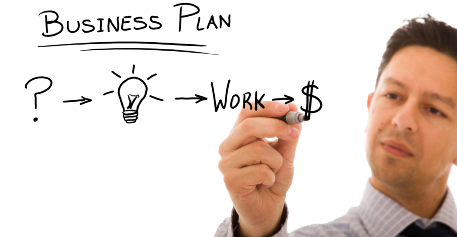 BUSINESS PLAN
? → → WORK → $